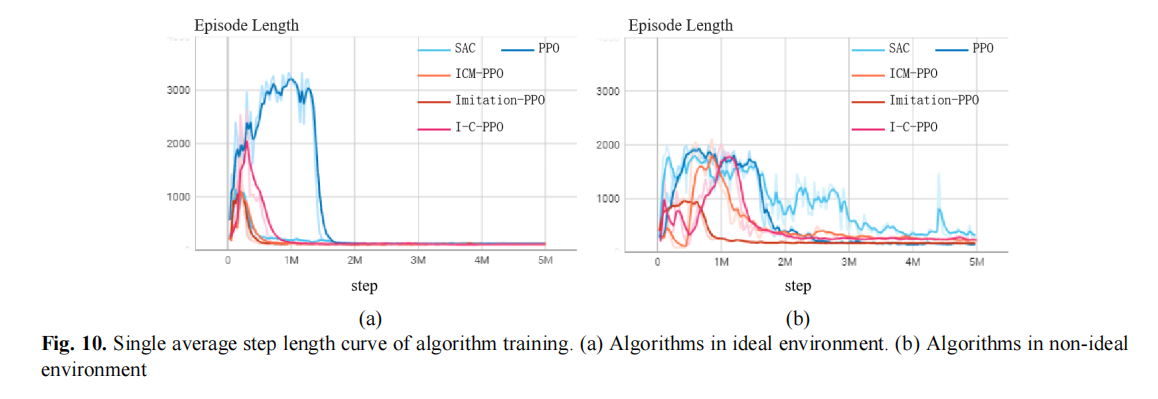 Episode Length
SAC PPO
ICM-PPO
Imitation-PPO
I-C-PPO
3000
2000
1000
0 1M 2M 3M 4M 5M
step
(a)
Episode Length
SAC PPO
ICM-PPO
Imitation-PPO
I-C-PPO
3000
2000
1000
0 1M 2M 3M 4M 5M
step
(b)
Fig. 10. Single average step length curve of algorithm training. (a) Algorithms in ideal environment. (b) Algorithms in non-ideal
environment